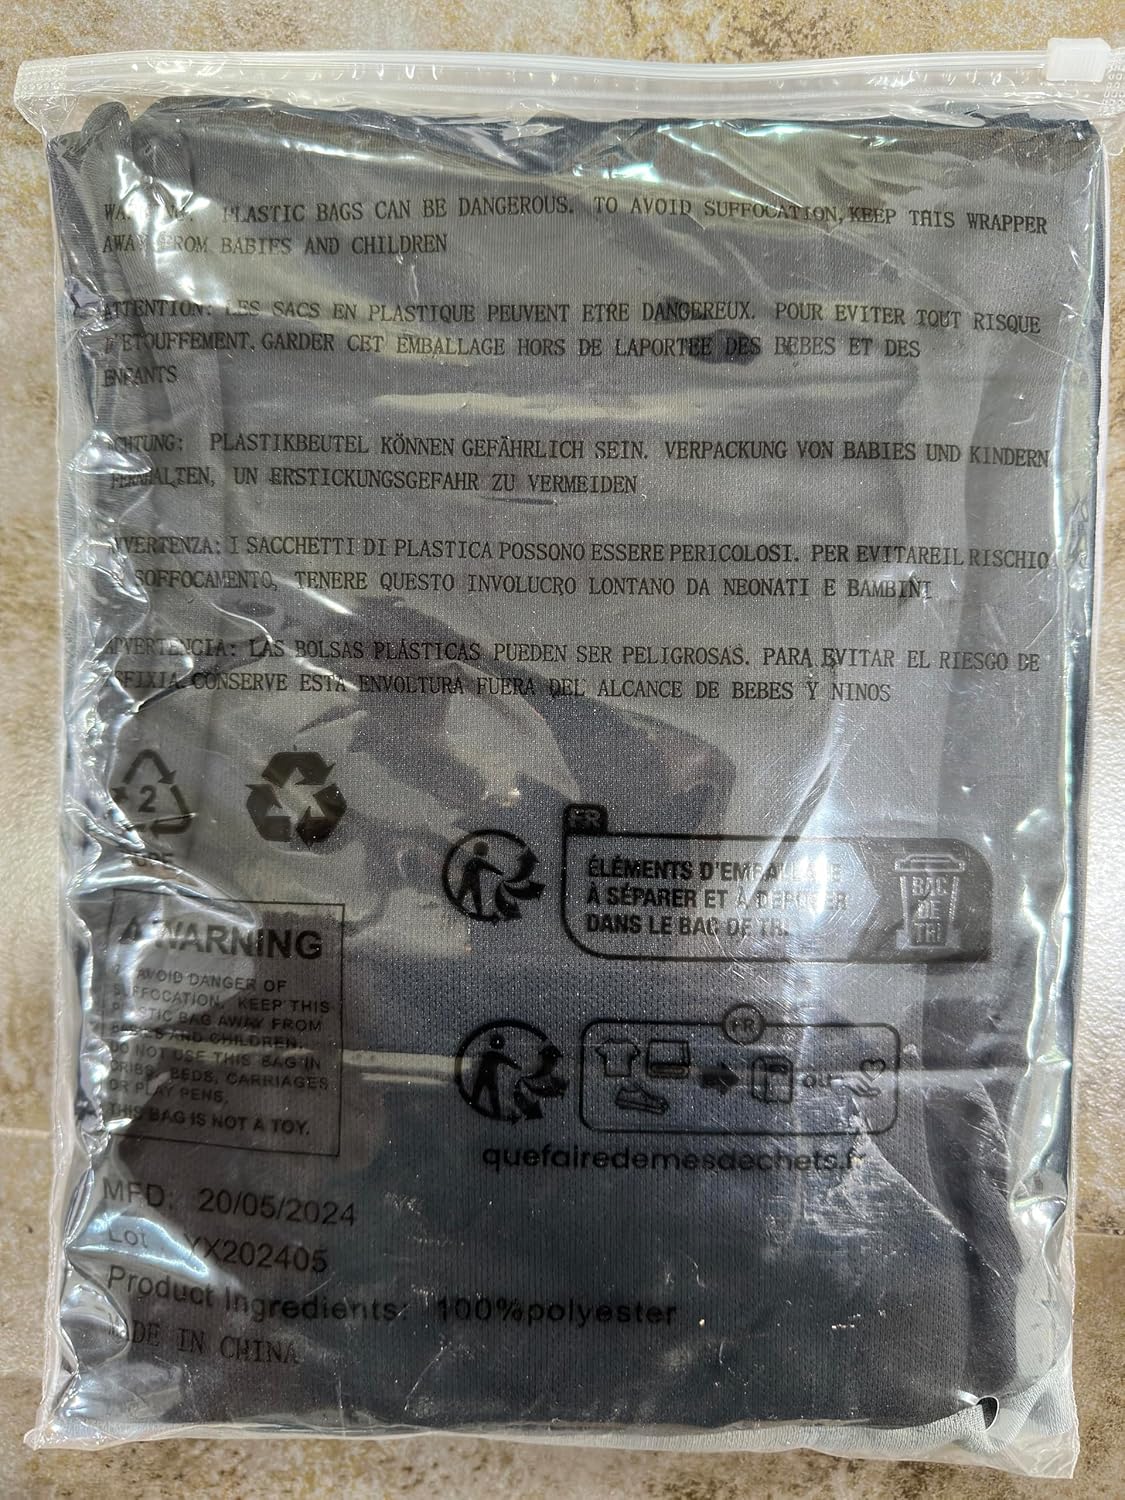 WARNING: PLASTIC BAGS CAN BE DANGEROUS. TO AVOID SUFFOCATION, KEEP THIS WRAPPER
AWAY FROM BABIES AND CHILDREN
ATTENTION: LES SACS EN PLASTIQUE PEUVENT ETRE DANGEREUX. POUR EVITER TOUT RISQUE
D'ETOUFFEMENT, GARDER CET EMBALLAGE HORS DE LAPORTEE DES BEBES ET DES
ENFANTS
ACHTUNG: PLASTIKBEUTEL KÖNNEN GEFÄHRLICH SEIN. VERPACKUNG VON BABIES UND KINDERN
FERNHALTEN, UN ERSTICKUNGSGEFAHR ZU VERMEIDEN
AVVERTENZA: I SACCHETTI DI PLASTICA POSSONO ESSERE PERICOLOSI. PER EVITAREIL RISCHIO
SOFFOCAMENTO, TENERE QUESTO INVOLUCRO LONTANO DA NEONATI E BAMBINI
ADVERTENCIA: LAS BOLSAS PLÁSTICAS PUEDEN SER PELIGROSAS. PARA EVITAR EL RIESGO DE
ASFIXIA CONSERVE ESTA ENVOLTURA FUERA DEL ALCANCE DE BEBES Y NINOS
2
FR
ÉLÉMENTS D'EMBALLAGE
À SÉPARER ET À DÉPOSER
DANS LE BAC DE TRI
BAC
DE
TRI
WARNING
TO AVOID DANGER OF
SUFFOCATION, KEEP THIS
PLASTIC BAG AWAY FROM
BABIES AND CHILDREN.
DO NOT USE THIS BAG IN
CRIBS, BEDS, CARRIAGES
OR PLAY PENS.
THIS BAG IS NOT A TOY.
FR
OU
quefairedemesdechets.fr
MFD: 20/05/2024
Lot YX202405
Product Ingredients: 100%polyester
MADE IN CHINA